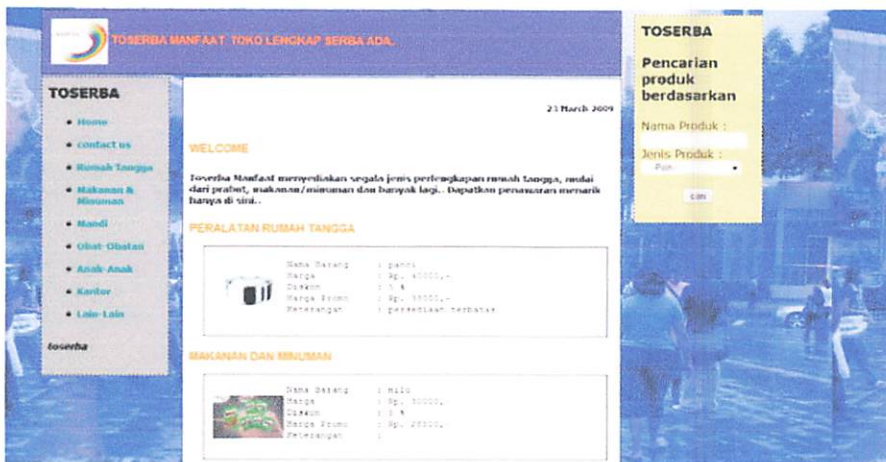 TOSERBA MANFAAT TOKO LENGKAP SERBA ADA.
TOSERBA
Home
contact us
Rumah Tangga
Makanan &
Minuman
Mandi
Obat-Obatan
Anak-Anak
Kantor
Lain-Lain
toserba
23 March 2009
WELCOME
Toserba Manfaat menyediakan segala jenis perlengkapan rumah tangga, mulai
dari prabot, makanan/minuman dan banyak lagi.. Dapatkan penawaran menarik
hanya di sini..
PERALATAN RUMAH TANGGA
Nama Barang : panci
Harga : Rp. 40000,-
Diskon : 5 %
Harga Promo : Rp. 38000,-
Keterangan : persediaan terbatas
MAKANAN DAN MINUMAN
Nama Barang : milo
Harga : Rp. 30000,-
Diskon : 5 %
Harga Promo : Rp. 28500,-
Keterangan :
TOSERBA
Pencarian
produk
berdasarkan
Nama Produk :
Jenis Produk :
cari